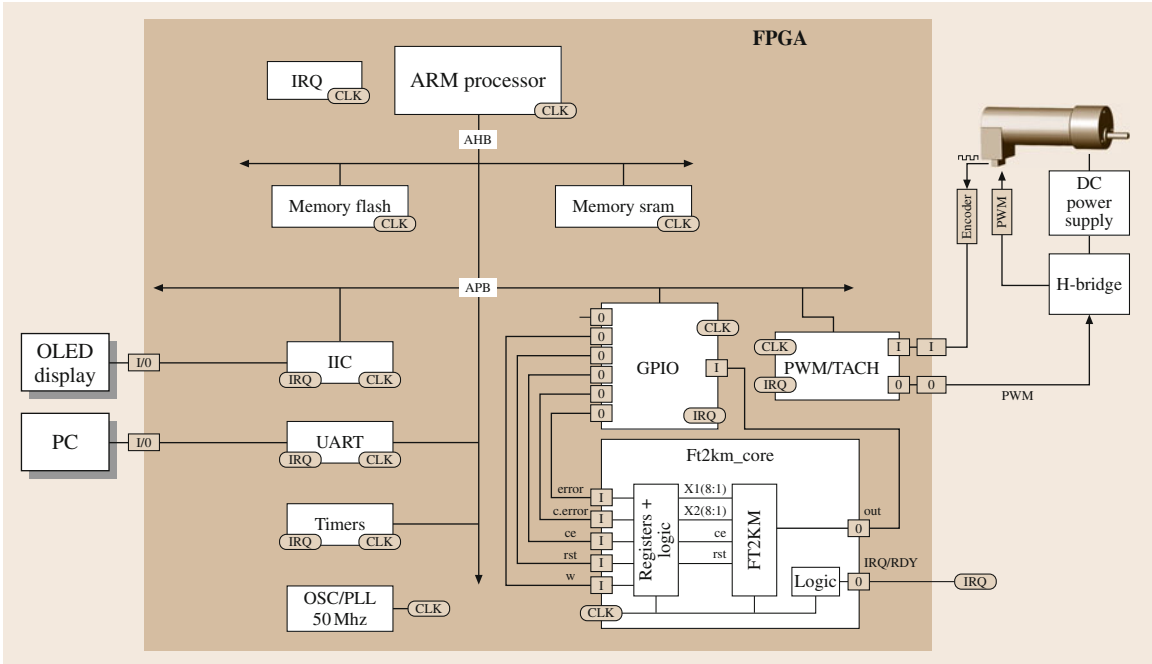 FPGA
IRQ
CLK
ARM processor
CLK
AHB
Memory flash
CLK
Memory sram
CLK
Encoder
PWM
DC
power
supply
H-bridge
APB
OLED
display
I/0
IIC
IRQ
CLK
0
0
0
0
0
0
GPIO
CLK
I
IRQ
CLK
PWM/TACH
IRQ
I
I
0
0
PWM
PC
I/0
UART
IRQ
CLK
Timers
IRQ
CLK
OSC/PLL
50 Mhz
CLK
Ft2km_core
error
I
c.error
I
ce
I
rst
I
w
I
CLK
Registers +
logic
X1(8:1)
X2(8:1)
ce
rst
FT2KM
Logic
out
0
IRQ/RDY
0
IRQ